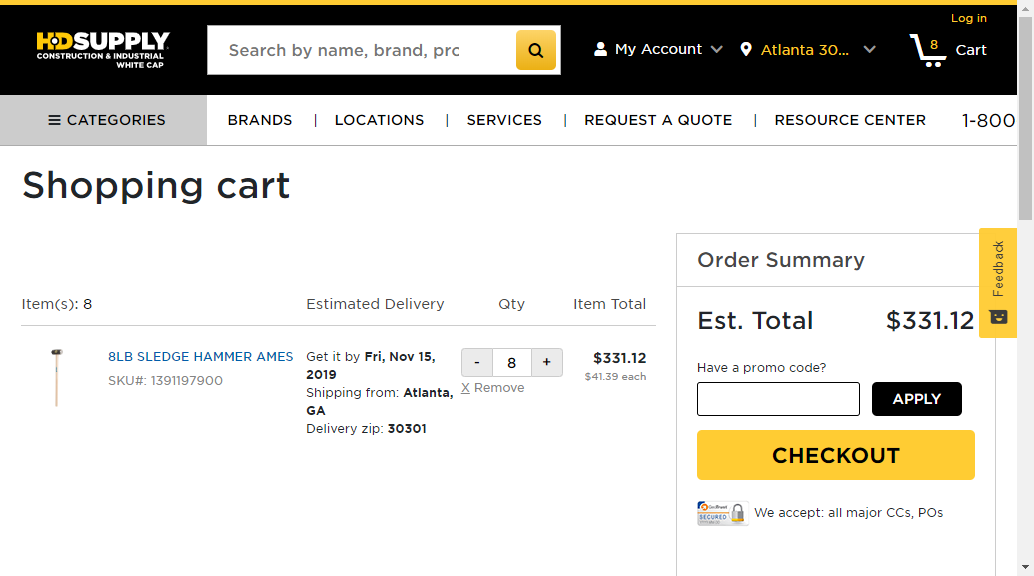 Log in
HDSUPPLY
CONSTRUCTION & INDUSTRIAL
WHITE CAP
Search by name, brand, prc
My Account
Atlanta 30...
8
Cart
CATEGORIES
BRANDS | LOCATIONS | SERVICES | REQUEST A QUOTE | RESOURCE CENTER
1-800
Shopping cart
Feedback
Item(s): 8
Estimated Delivery
Qty
Item Total
8LB SLEDGE HAMMER AMES
SKU#: 1391197900
Get it by Fri, Nov 15,
2019
Shipping from: Atlanta,
GA
Delivery zip: 30301
- 8 +
X Remove
$331.12
$41.39 each
Order Summary
Est. Total $331.12
Have a promo code?
APPLY
CHECKOUT
SECURED
We accept: all major CCs, POs